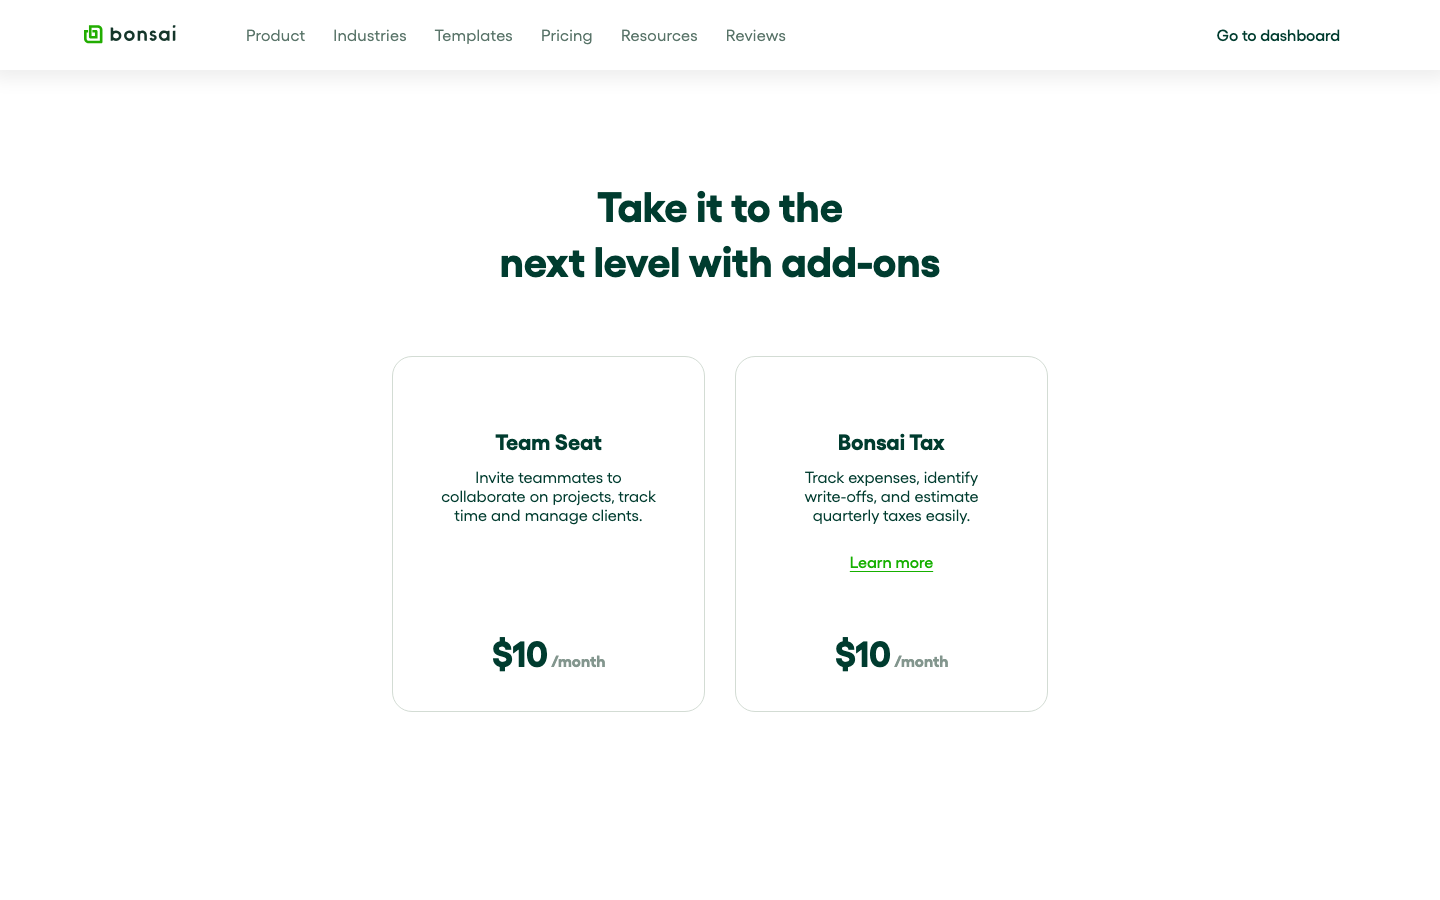 bonsai
Product Industries Templates Pricing Resources Reviews
Go to dashboard
Take it to the
next level with add-ons
Team Seat
Invite teammates to
collaborate on projects, track
time and manage clients.
$10 /month
Bonsai Tax
Track expenses, identify
write-offs, and estimate
quarterly taxes easily.
Learn more
$10 /month